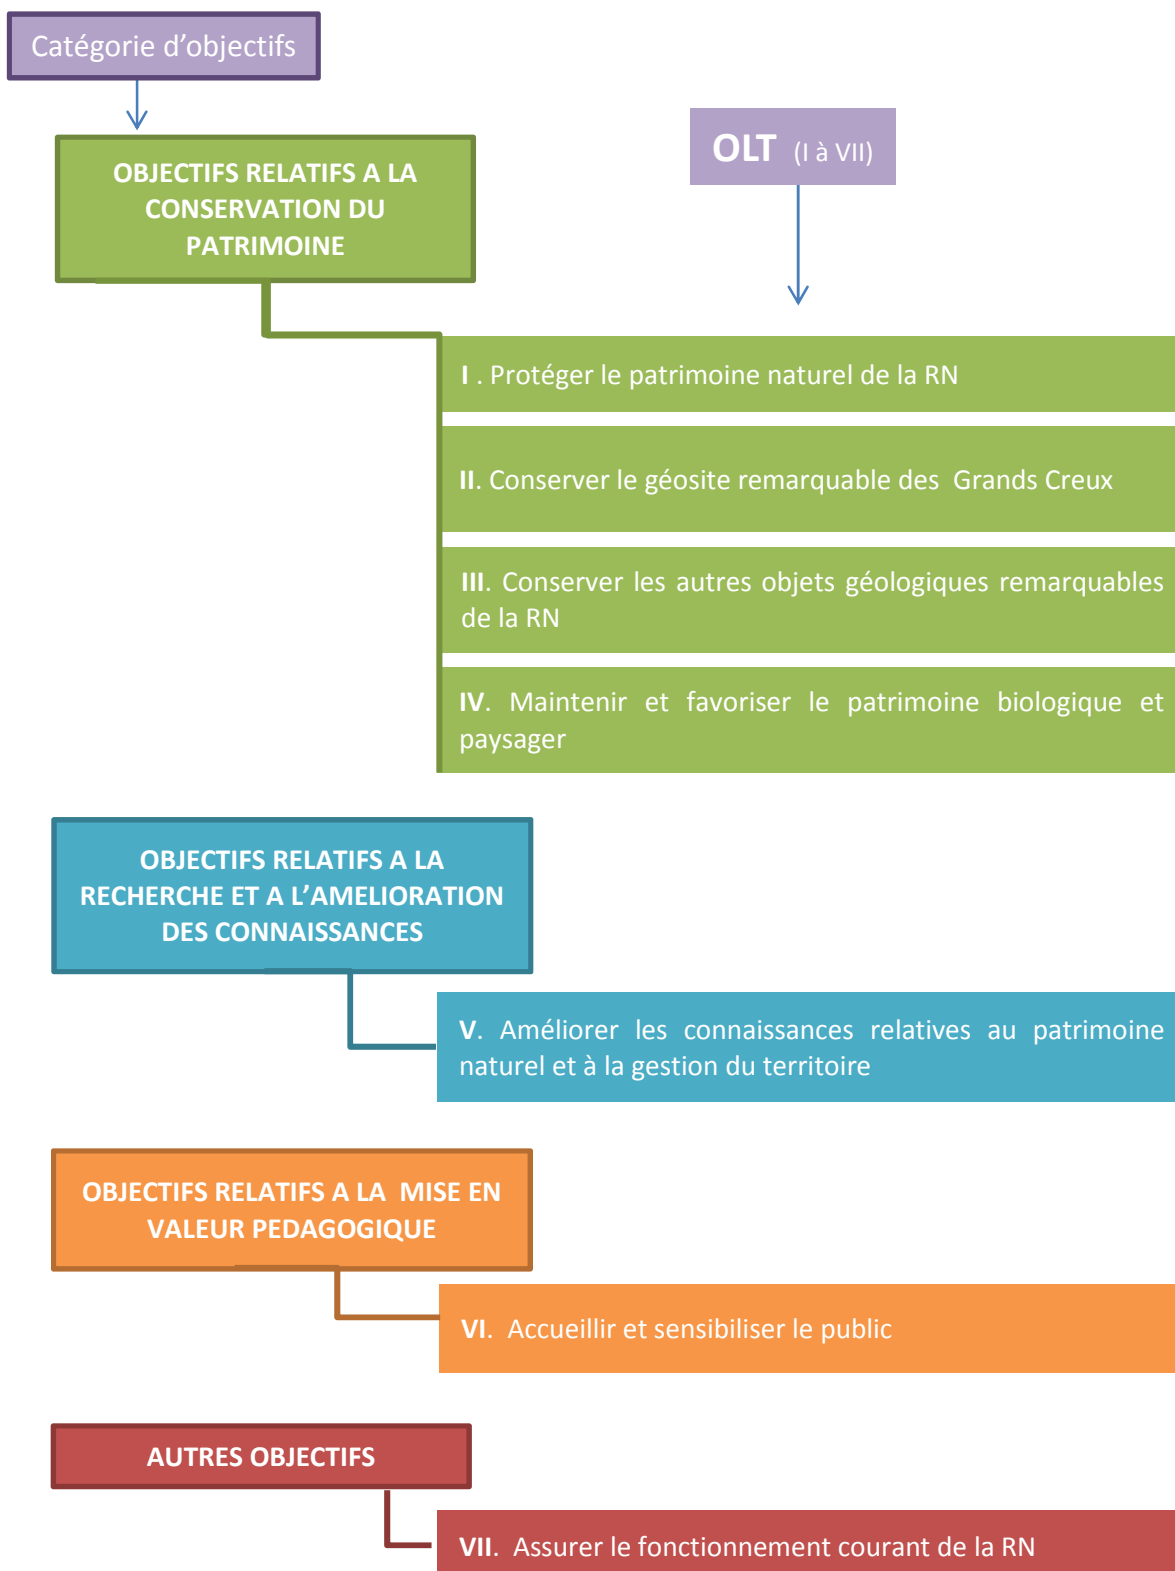 Catégorie d’objectifs
OBJECTIFS RELATIFS A LA
CONSERVATION DU
PATRIMOINE
OLT (I à VII)
I . Protéger le patrimoine naturel de la RN
II. Conserver le géosite remarquable des Grands Creux
III. Conserver les autres objets géologiques remarquables
de la RN
IV. Maintenir et favoriser le patrimoine biologique et
paysager
OBJECTIFS RELATIFS A LA
RECHERCHE ET A L’AMELIORATION
DES CONNAISSANCES
V. Améliorer les connaissances relatives au patrimoine
naturel et à la gestion du territoire
OBJECTIFS RELATIFS A LA MISE EN
VALEUR PEDAGOGIQUE
VI. Accueillir et sensibiliser le public
AUTRES OBJECTIFS
VII. Assurer le fonctionnement courant de la RN